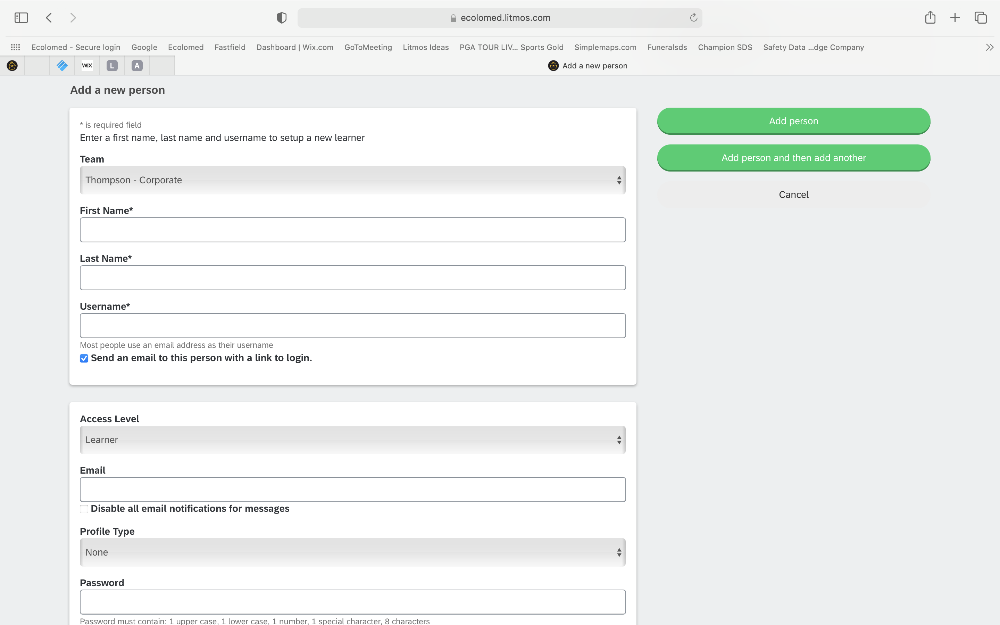 ecolomed.litmos.com
Ecolomed - Secure login Google Ecolomed Fastfield Dashboard | Wix.com GoToMeeting Litmos Ideas PGA TOUR LIV... Sports Gold Simplemaps.com Funeralsds Champion SDS Safety Data ...dge Company
WIX L A Add a new person
Add a new person
* is required field
Enter a first name, last name and username to setup a new learner
Team
Thompson - Corporate
First Name*
Last Name*
Username*
Most people use an email address as their username
Send an email to this person with a link to login.
Add person
Add person and then add another
Cancel
Access Level
Learner
Email
Disable all email notifications for messages
Profile Type
None
Password
Password must contain: 1 upper case, 1 lower case, 1 number, 1 special character, 8 characters